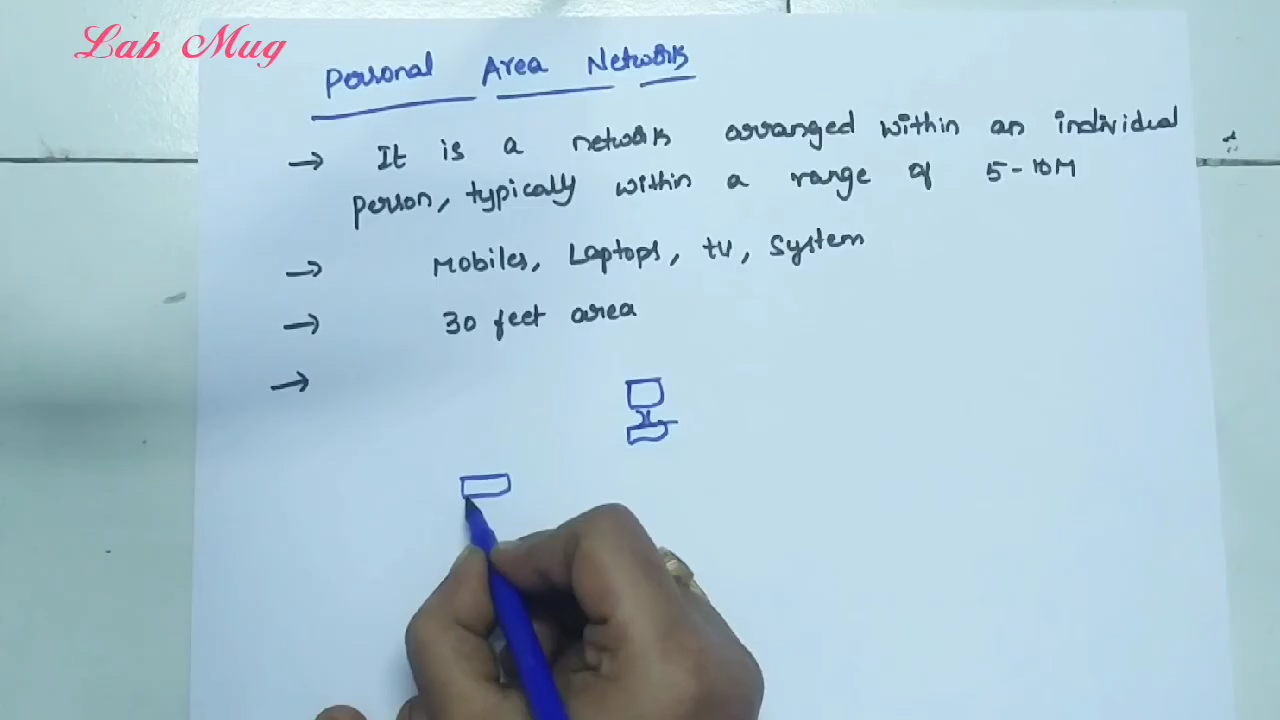 Lab Mug
Personal Area Network
→ It is a network arranged within an individual
person, typically within a range of 5-10M
→ Mobiles, Laptops, tv, System
→ 30 feet area
→